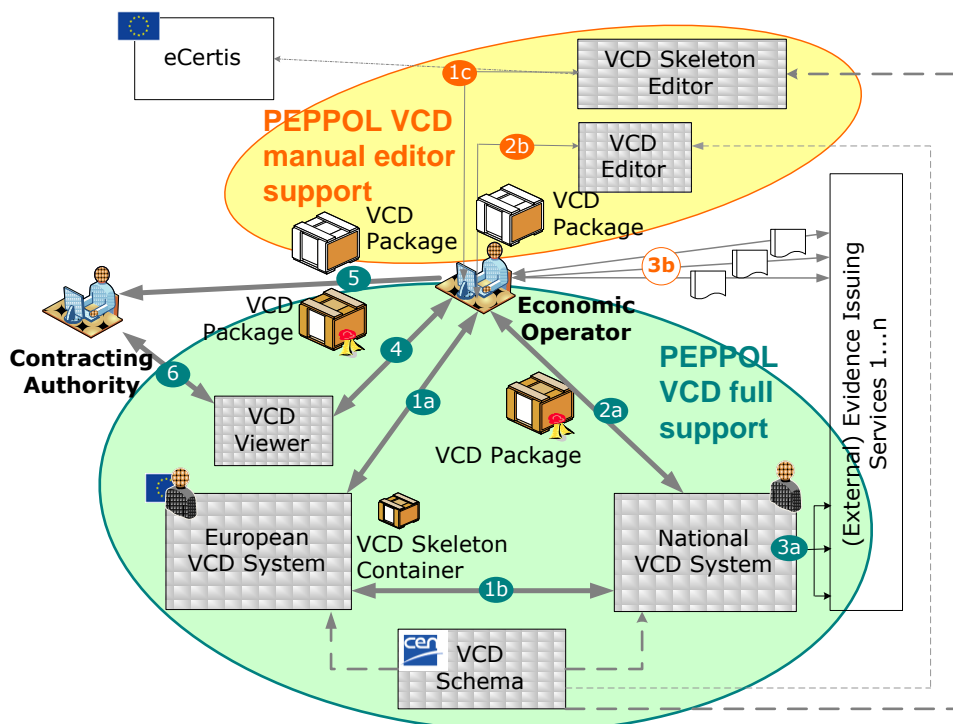 eCertis
VCD Skeleton
Editor
1c
PEPPOL VCD
manual editor
support
2b
VCD
Editor
VCD
Package
VCD
Package
3b
5
Economic
Operator
VCD
Package
Contracting
Authority
6
4
VCD
Viewer
1a
2a
PEPPOL
VCD full
support
VCD Package
(External) Evidence Issuing
Services 1....n
European
VCD System
VCD Skeleton
Container
National
VCD System
3a
1b
cen
VCD
Schema